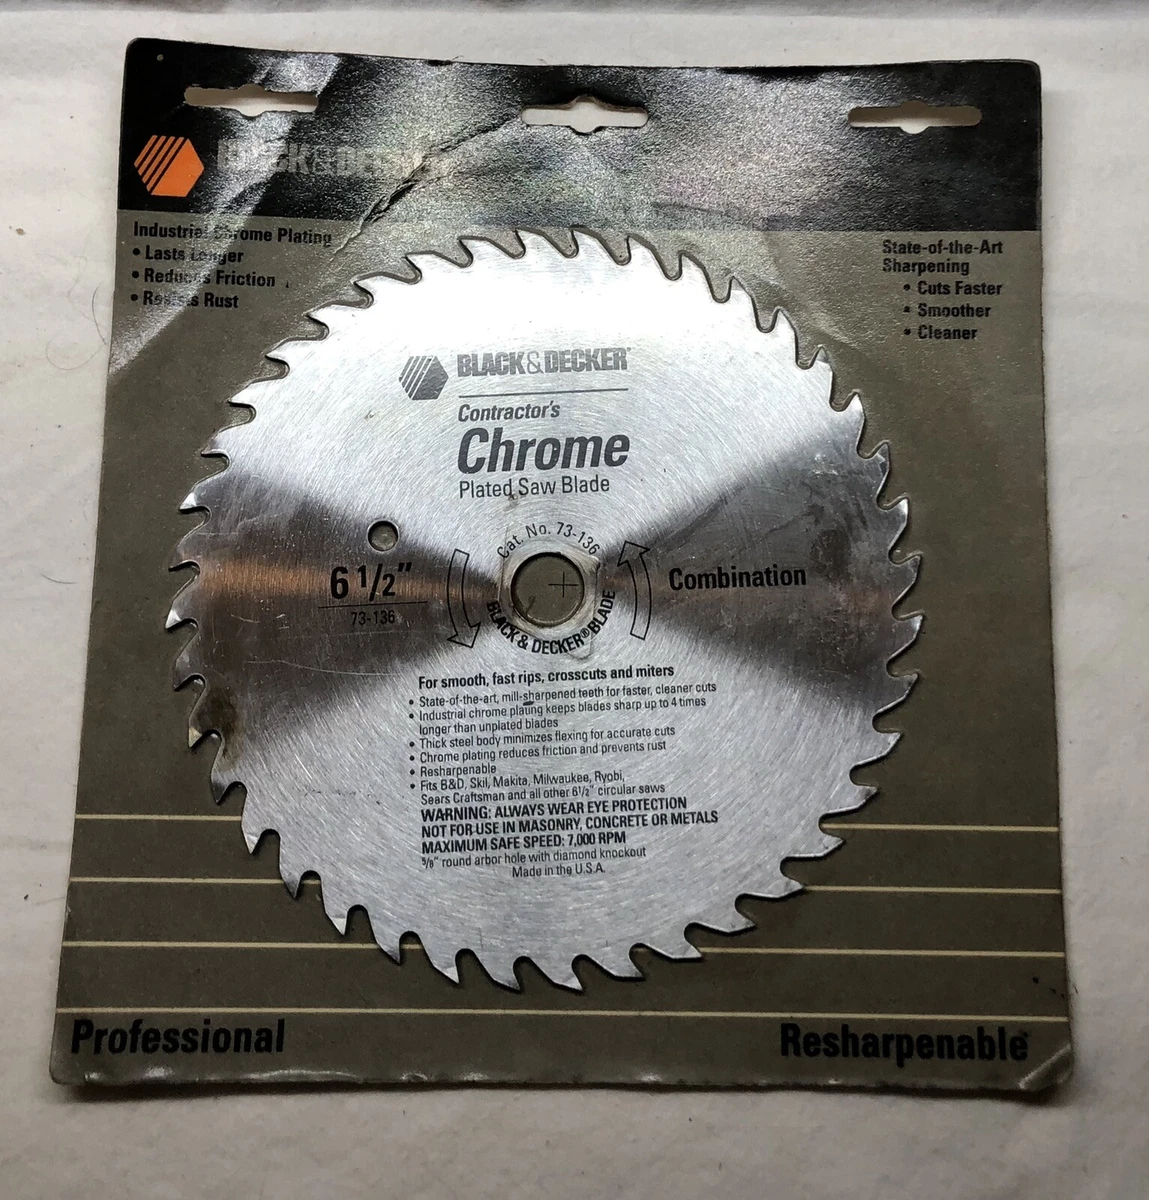 BLACK & DECKER
Industrial Chrome Plating
• Lasts Longer
• Reduces Friction
• Resists Rust
State-of-the-Art
Sharpening
• Cuts Faster
• Smoother
• Cleaner
BLACK & DECKER
Contractor's
Chrome
Plated Saw Blade
Cat. No. 73-136
BLACK & DECKER® BLADE
6 1/2"
73-136
Combination
For smooth, fast rips, crosscuts and miters
• State-of-the-art, mill-sharpened teeth for faster, cleaner cuts
• Industrial chrome plating keeps blades sharp up to 4 times
longer than unplated blades
• Thick steel body minimizes flexing for accurate cuts
• Chrome plating reduces friction and prevents rust
• Resharpenable
• Fits B&D, Skil, Makita, Milwaukee, Ryobi,
Sears Craftsman and all other 6 1/2" circular saws
WARNING: ALWAYS WEAR EYE PROTECTION
NOT FOR USE IN MASONRY, CONCRETE OR METALS
MAXIMUM SAFE SPEED: 7,000 RPM
5/8" round arbor hole with diamond knockout
Made in the U.S.A.
Professional
Resharpenable